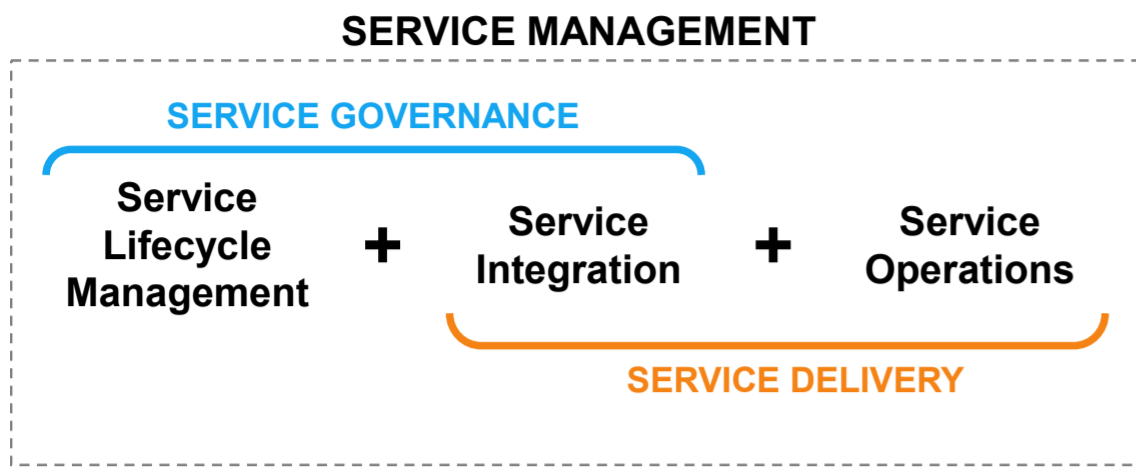 SERVICE MANAGEMENT
SERVICE GOVERNANCE
Service
Lifecycle
Management
+
Service
Integration
+
Service
Operations
SERVICE DELIVERY